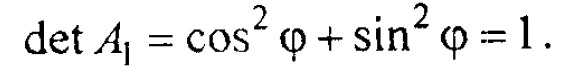 det A₁ = cos² φ + sin² φ = 1.